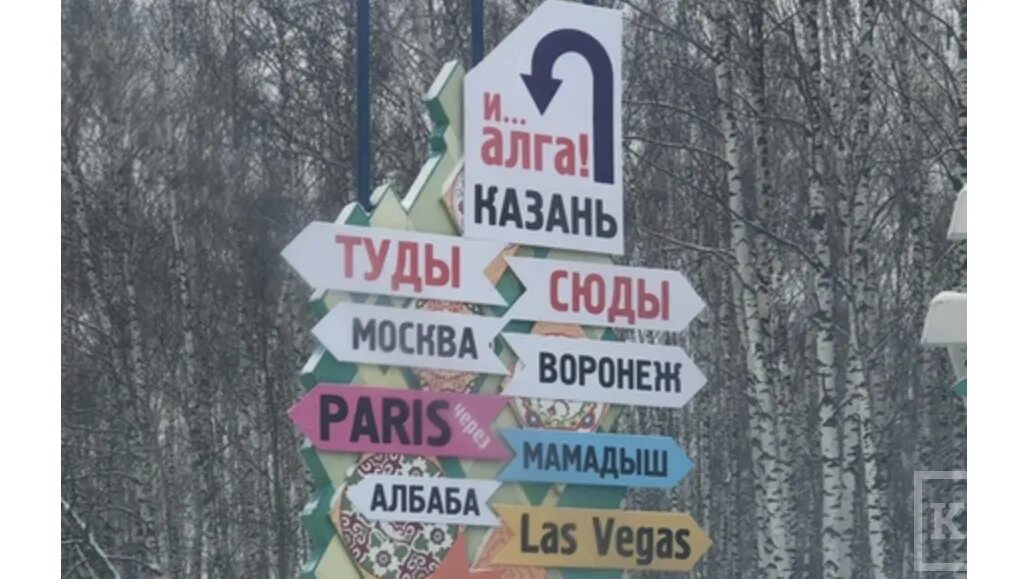 и...
алга!
КАЗАНЬ
ТУДЫ
СЮДЫ
МОСКВА
ВОРОНЕЖ
PARIS через
МАМАДЫШ
АЛБАБА
Las Vegas
K